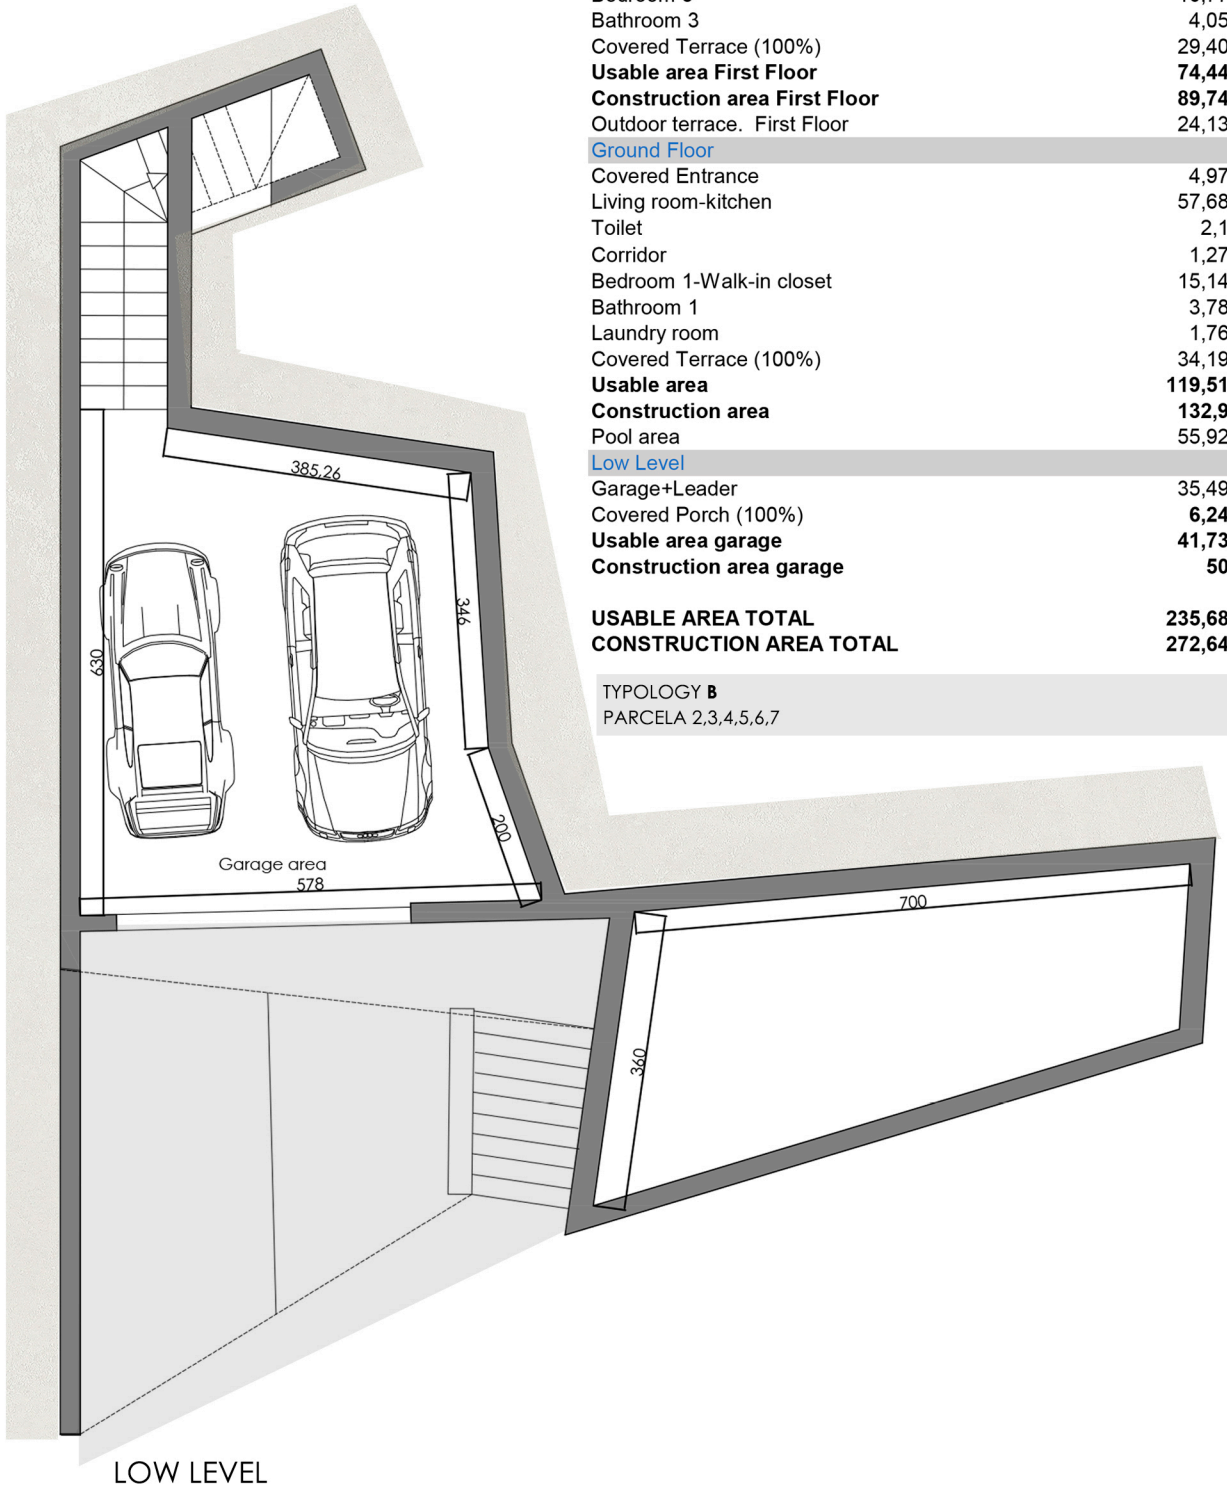 Bathroom 3 4,05
Covered Terrace (100%) 29,40
Usable area First Floor 74,44
Construction area First Floor 89,74
Outdoor terrace. First Floor 24,13
Ground Floor
Covered Entrance 4,97
Living room-kitchen 57,68
Toilet 2,1
Corridor 1,27
Bedroom 1-Walk-in closet 15,14
Bathroom 1 3,78
Laundry room 1,76
Covered Terrace (100%) 34,19
Usable area 119,51
Construction area 132,9
Pool area 55,92
Low Level
Garage+Leader 35,49
Covered Porch (100%) 6,24
Usable area garage 41,73
Construction area garage 50
USABLE AREA TOTAL 235,68
CONSTRUCTION AREA TOTAL 272,64
TYPOLOGY B
PARCELA 2,3,4,5,6,7
385,26
346
630
200
Garage area
578
700
360
LOW LEVEL